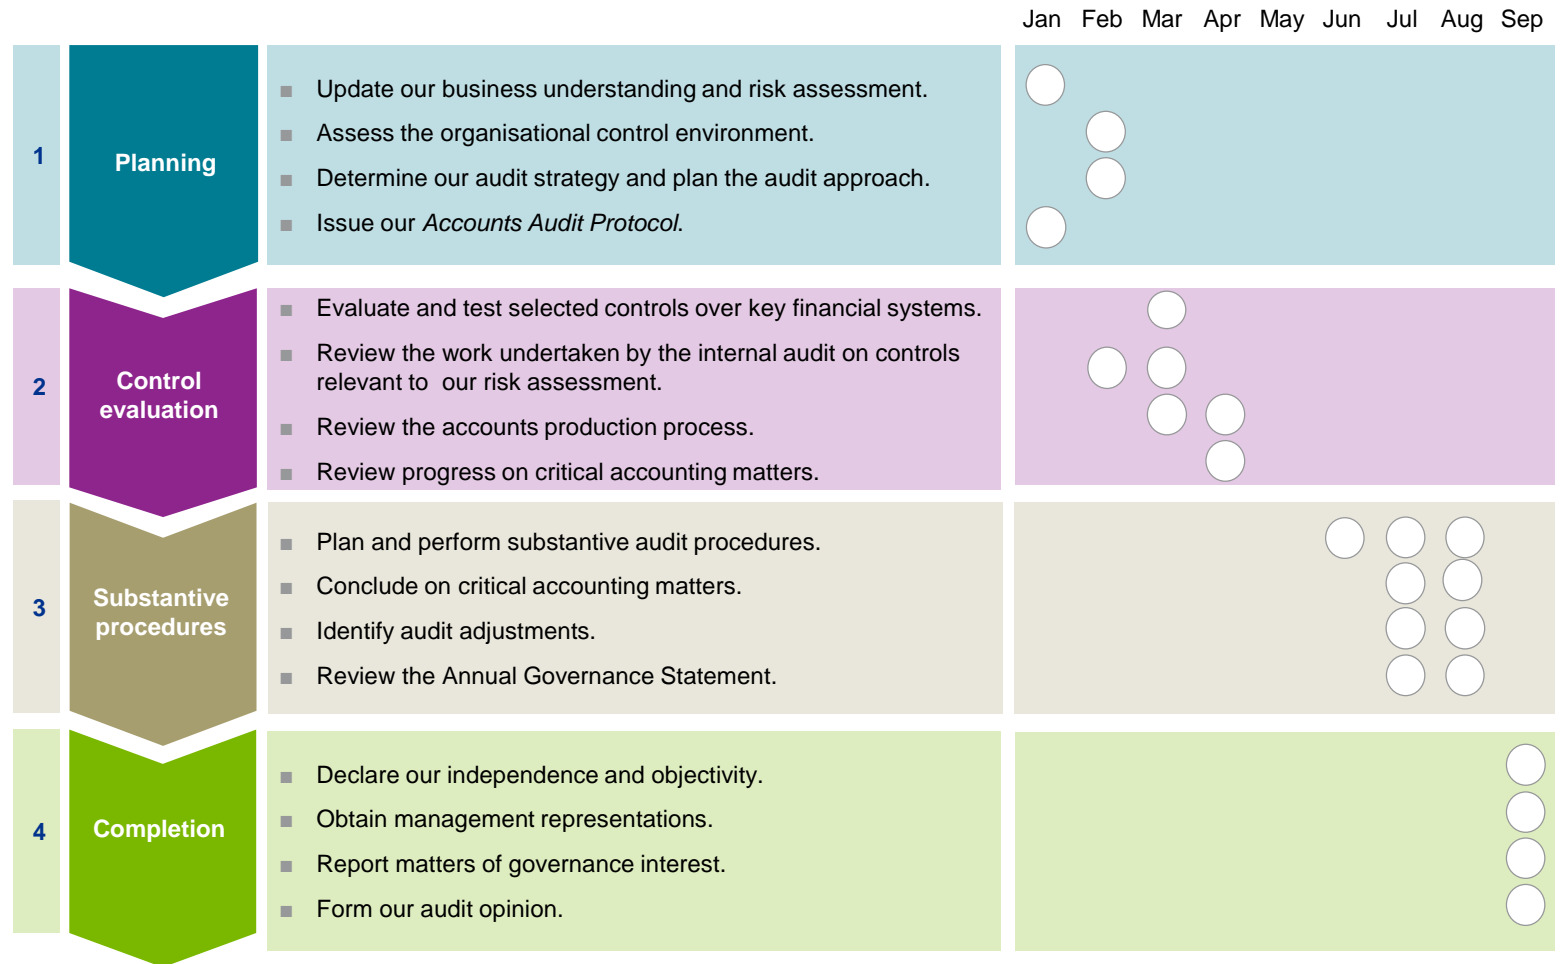 Jan Feb Mar Apr May Jun Jul Aug Sep
1
Planning
■ Update our business understanding and risk assessment.
■ Assess the organisational control environment.
■ Determine our audit strategy and plan the audit approach.
■ Issue our Accounts Audit Protocol.
2
Control
evaluation
■ Evaluate and test selected controls over key financial systems.
■ Review the work undertaken by the internal audit on controls
relevant to our risk assessment.
■ Review the accounts production process.
■ Review progress on critical accounting matters.
3
Substantive
procedures
■ Plan and perform substantive audit procedures.
■ Conclude on critical accounting matters.
■ Identify audit adjustments.
■ Review the Annual Governance Statement.
4
Completion
■ Declare our independence and objectivity.
■ Obtain management representations.
■ Report matters of governance interest.
■ Form our audit opinion.